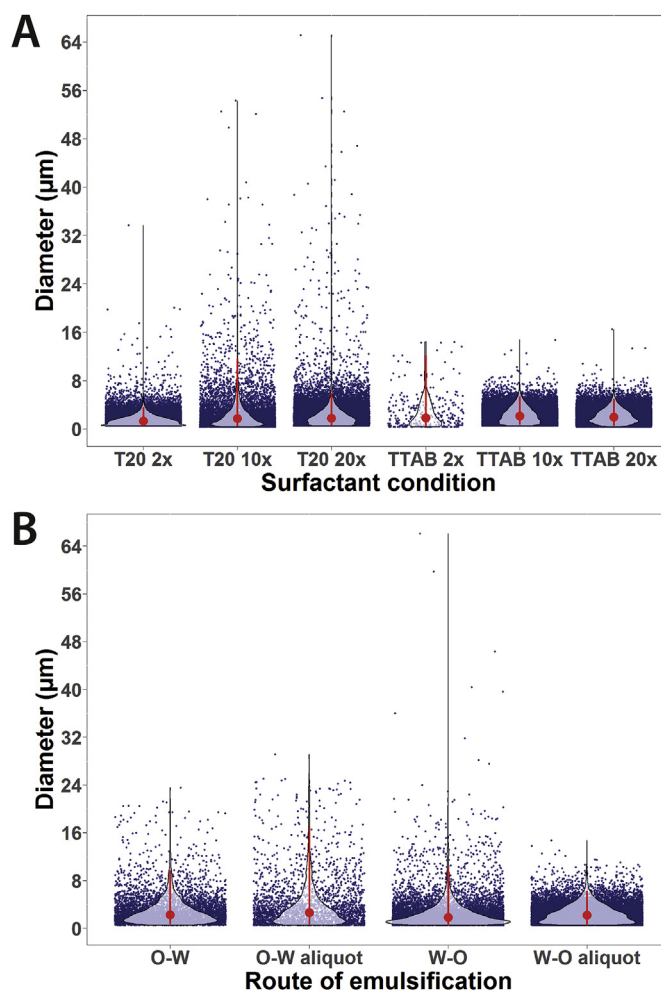 A
Diameter (µm)
64
56
48
40
32
24
16
8
0
T20 2x T20 10x T20 20x TTAB 2x TTAB 10x TTAB 20x
Surfactant condition
B
Diameter (µm)
64
56
48
40
32
24
16
8
0
O-W O-W aliquot W-O W-O aliquot
Route of emulsification